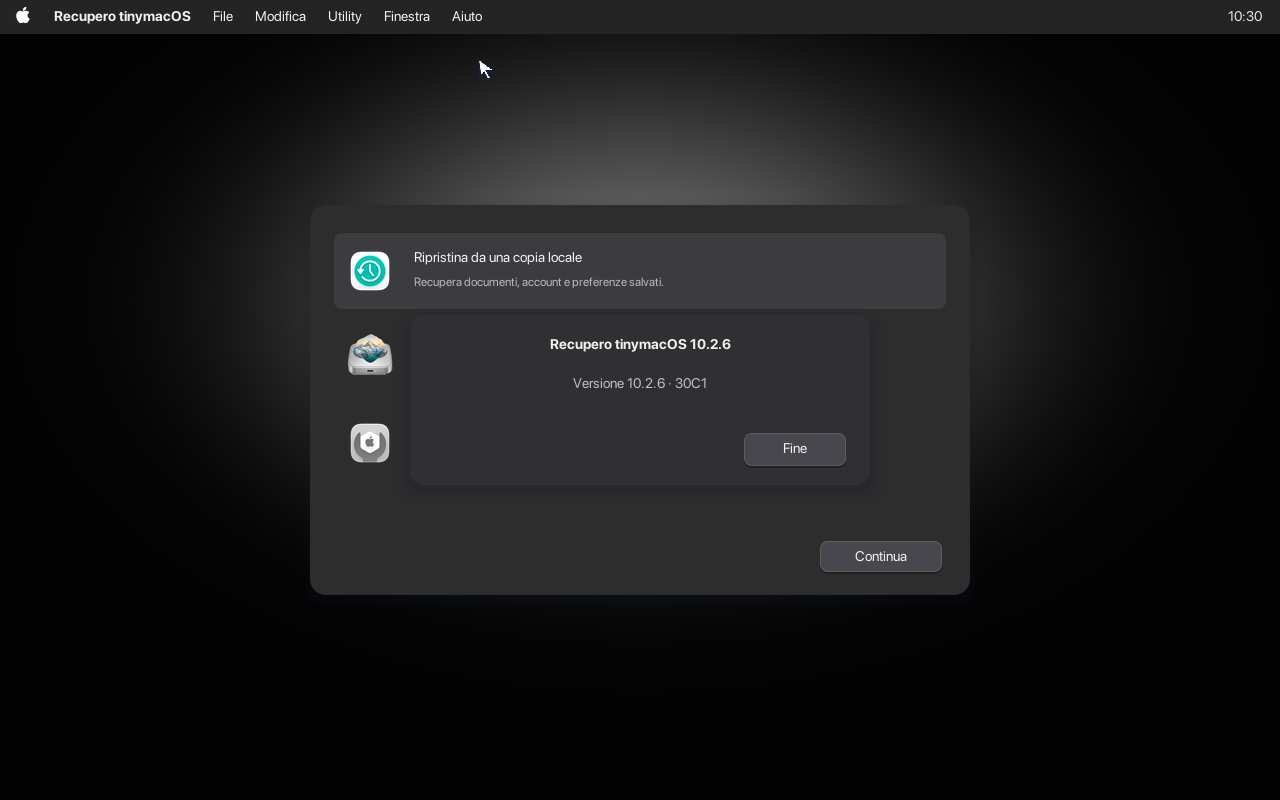 Recupero tinymacOS File Modifica Utility Finestra Aiuto 10:30
Ripristina da una copia locale
Recupera documenti, account e preferenze salvati.
Recupero tinymacOS 10.2.6
Versione 10.2.6 · 30C1
Fine
Continua